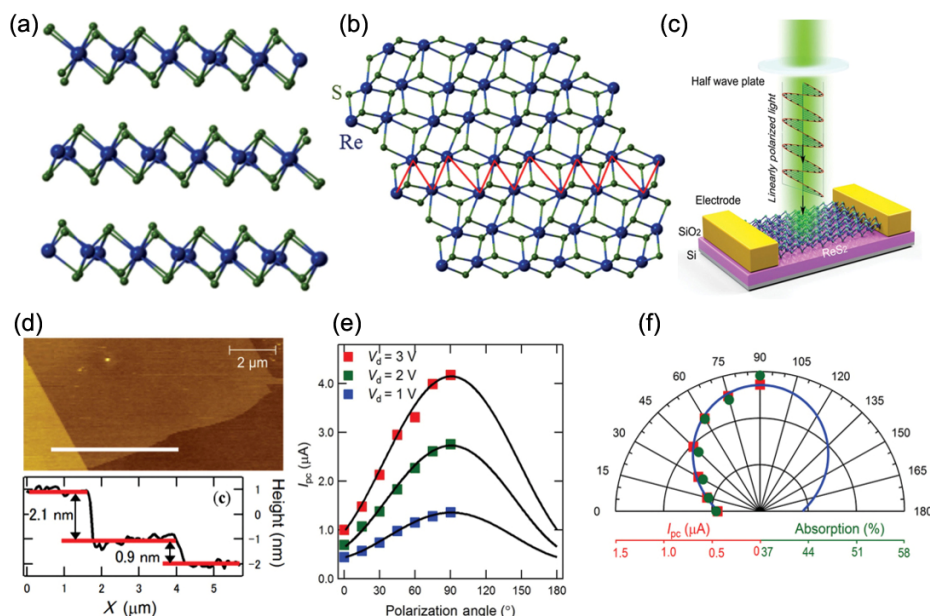 (a)
(b)
S
Re
(c)
Half wave plate
Linearly polarized light
Electrode
SiO2
Si
ReS2
(d)
2 μm
(c)
2.1 nm
0.9 nm
1
0
-1
-2
Height (nm)
0 1 2 3 4 5
X (μm)
(e)
Vd = 3 V
Vd = 2 V
Vd = 1 V
4.0
3.0
2.0
1.0
0.0
Ipc (μA)
0 30 60 90 120 150 180
Polarization angle (°)
(f)
90
75 105
60 120
45 135
30 150
15 165
0 180
Ipc (μA) Absorption (%)
1.5 1.0 0.5 0 37 44 51 58